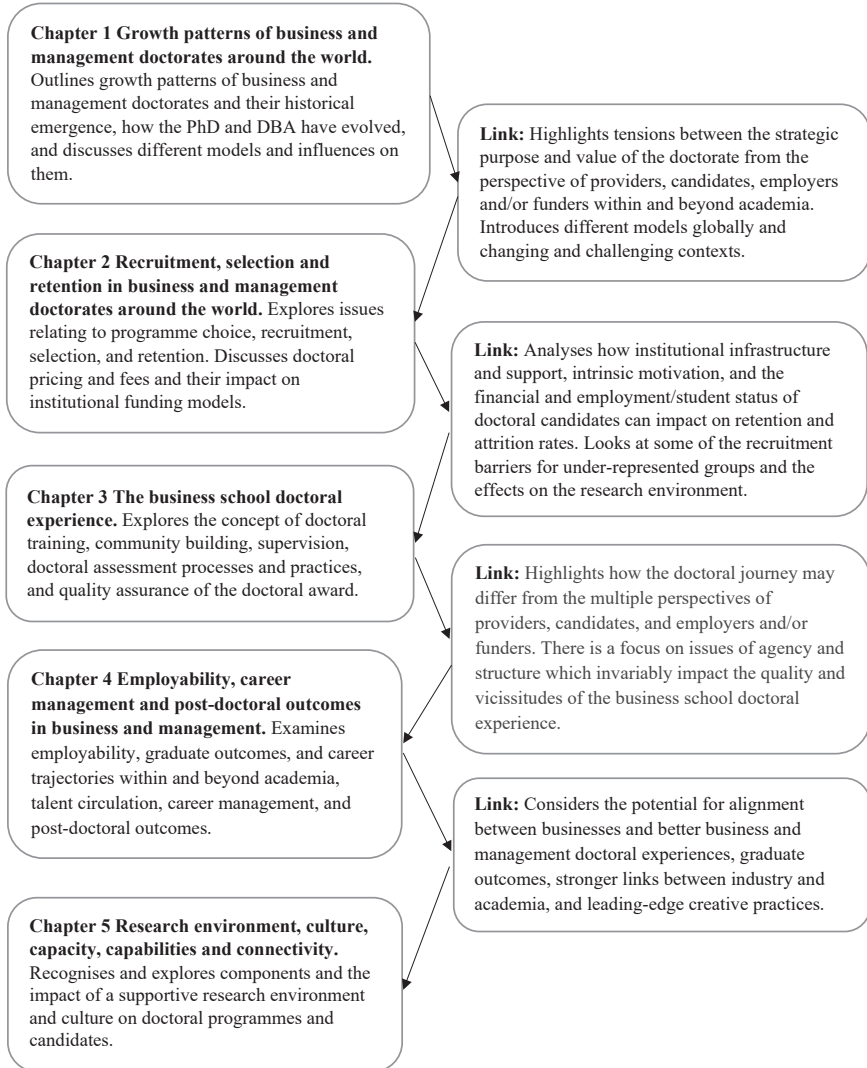 Chapter 1 Growth patterns of business and
management doctorates around the world.
Outlines growth patterns of business and
management doctorates and their historical
emergence, how the PhD and DBA have evolved,
and discusses different models and influences on
them.
Link: Highlights tensions between the strategic
purpose and value of the doctorate from the
perspective of providers, candidates, employers
and/or funders within and beyond academia.
Introduces different models globally and
changing and challenging contexts.
Chapter 2 Recruitment, selection and
retention in business and management
doctorates around the world. Explores issues
relating to programme choice, recruitment,
selection, and retention. Discusses doctoral
pricing and fees and their impact on
institutional funding models.
Link: Analyses how institutional infrastructure
and support, intrinsic motivation, and the
financial and employment/student status of
doctoral candidates can impact on retention and
attrition rates. Looks at some of the recruitment
barriers for under-represented groups and the
effects on the research environment.
Chapter 3 The business school doctoral
experience. Explores the concept of doctoral
training, community building, supervision,
doctoral assessment processes and practices,
and quality assurance of the doctoral award.
Link: Highlights how the doctoral journey may
differ from the multiple perspectives of
providers, candidates, and employers and/or
funders. There is a focus on issues of agency and
structure which invariably impact the quality and
vicissitudes of the business school doctoral
experience.
Chapter 4 Employability, career
management and post-doctoral outcomes
in business and management. Examines
employability, graduate outcomes, and career
trajectories within and beyond academia,
talent circulation, career management, and
post-doctoral outcomes.
Link: Considers the potential for alignment
between businesses and better business and
management doctoral experiences, graduate
outcomes, stronger links between industry and
academia, and leading-edge creative practices.
Chapter 5 Research environment, culture,
capacity, capabilities and connectivity.
Recognises and explores components and the
impact of a supportive research environment
and culture on doctoral programmes and
candidates.